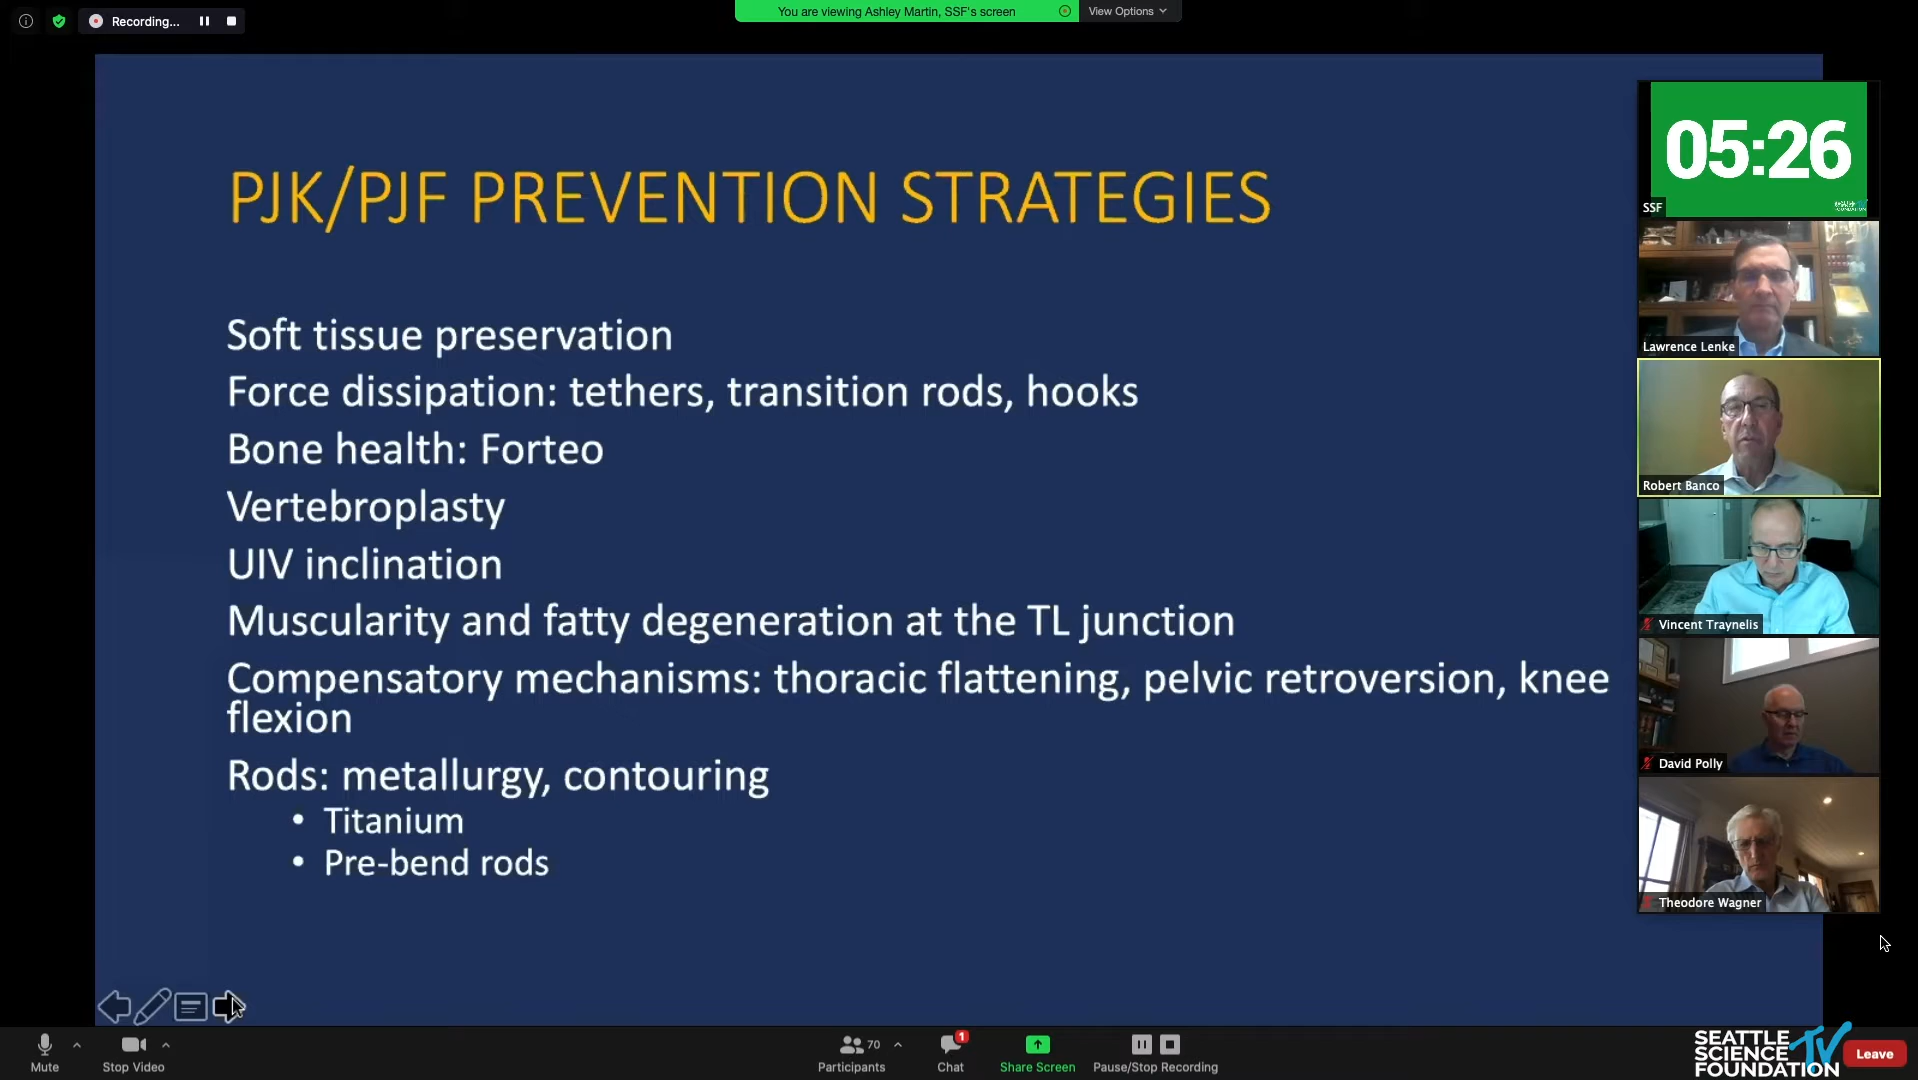 Recording...
You are viewing Ashley Martin, SSF's screen
View Options
PJK/PJF PREVENTION STRATEGIES
Soft tissue preservation
Force dissipation: tethers, transition rods, hooks
Bone health: Forteo
Vertebroplasty
UIV inclination
Muscularity and fatty degeneration at the TL junction
Compensatory mechanisms: thoracic flattening, pelvic retroversion, knee
flexion
Rods: metallurgy, contouring
• Titanium
• Pre-bend rods
05:26
SSF
Lawrence Lenke
Robert Banco
Vincent Traynelis
David Polly
Theodore Wagner
Mute
Stop Video
Participants
70
Chat
1
Share Screen
Pause/Stop Recording
SEATTLE
SCIENCE
FOUNDATION
TV
Leave